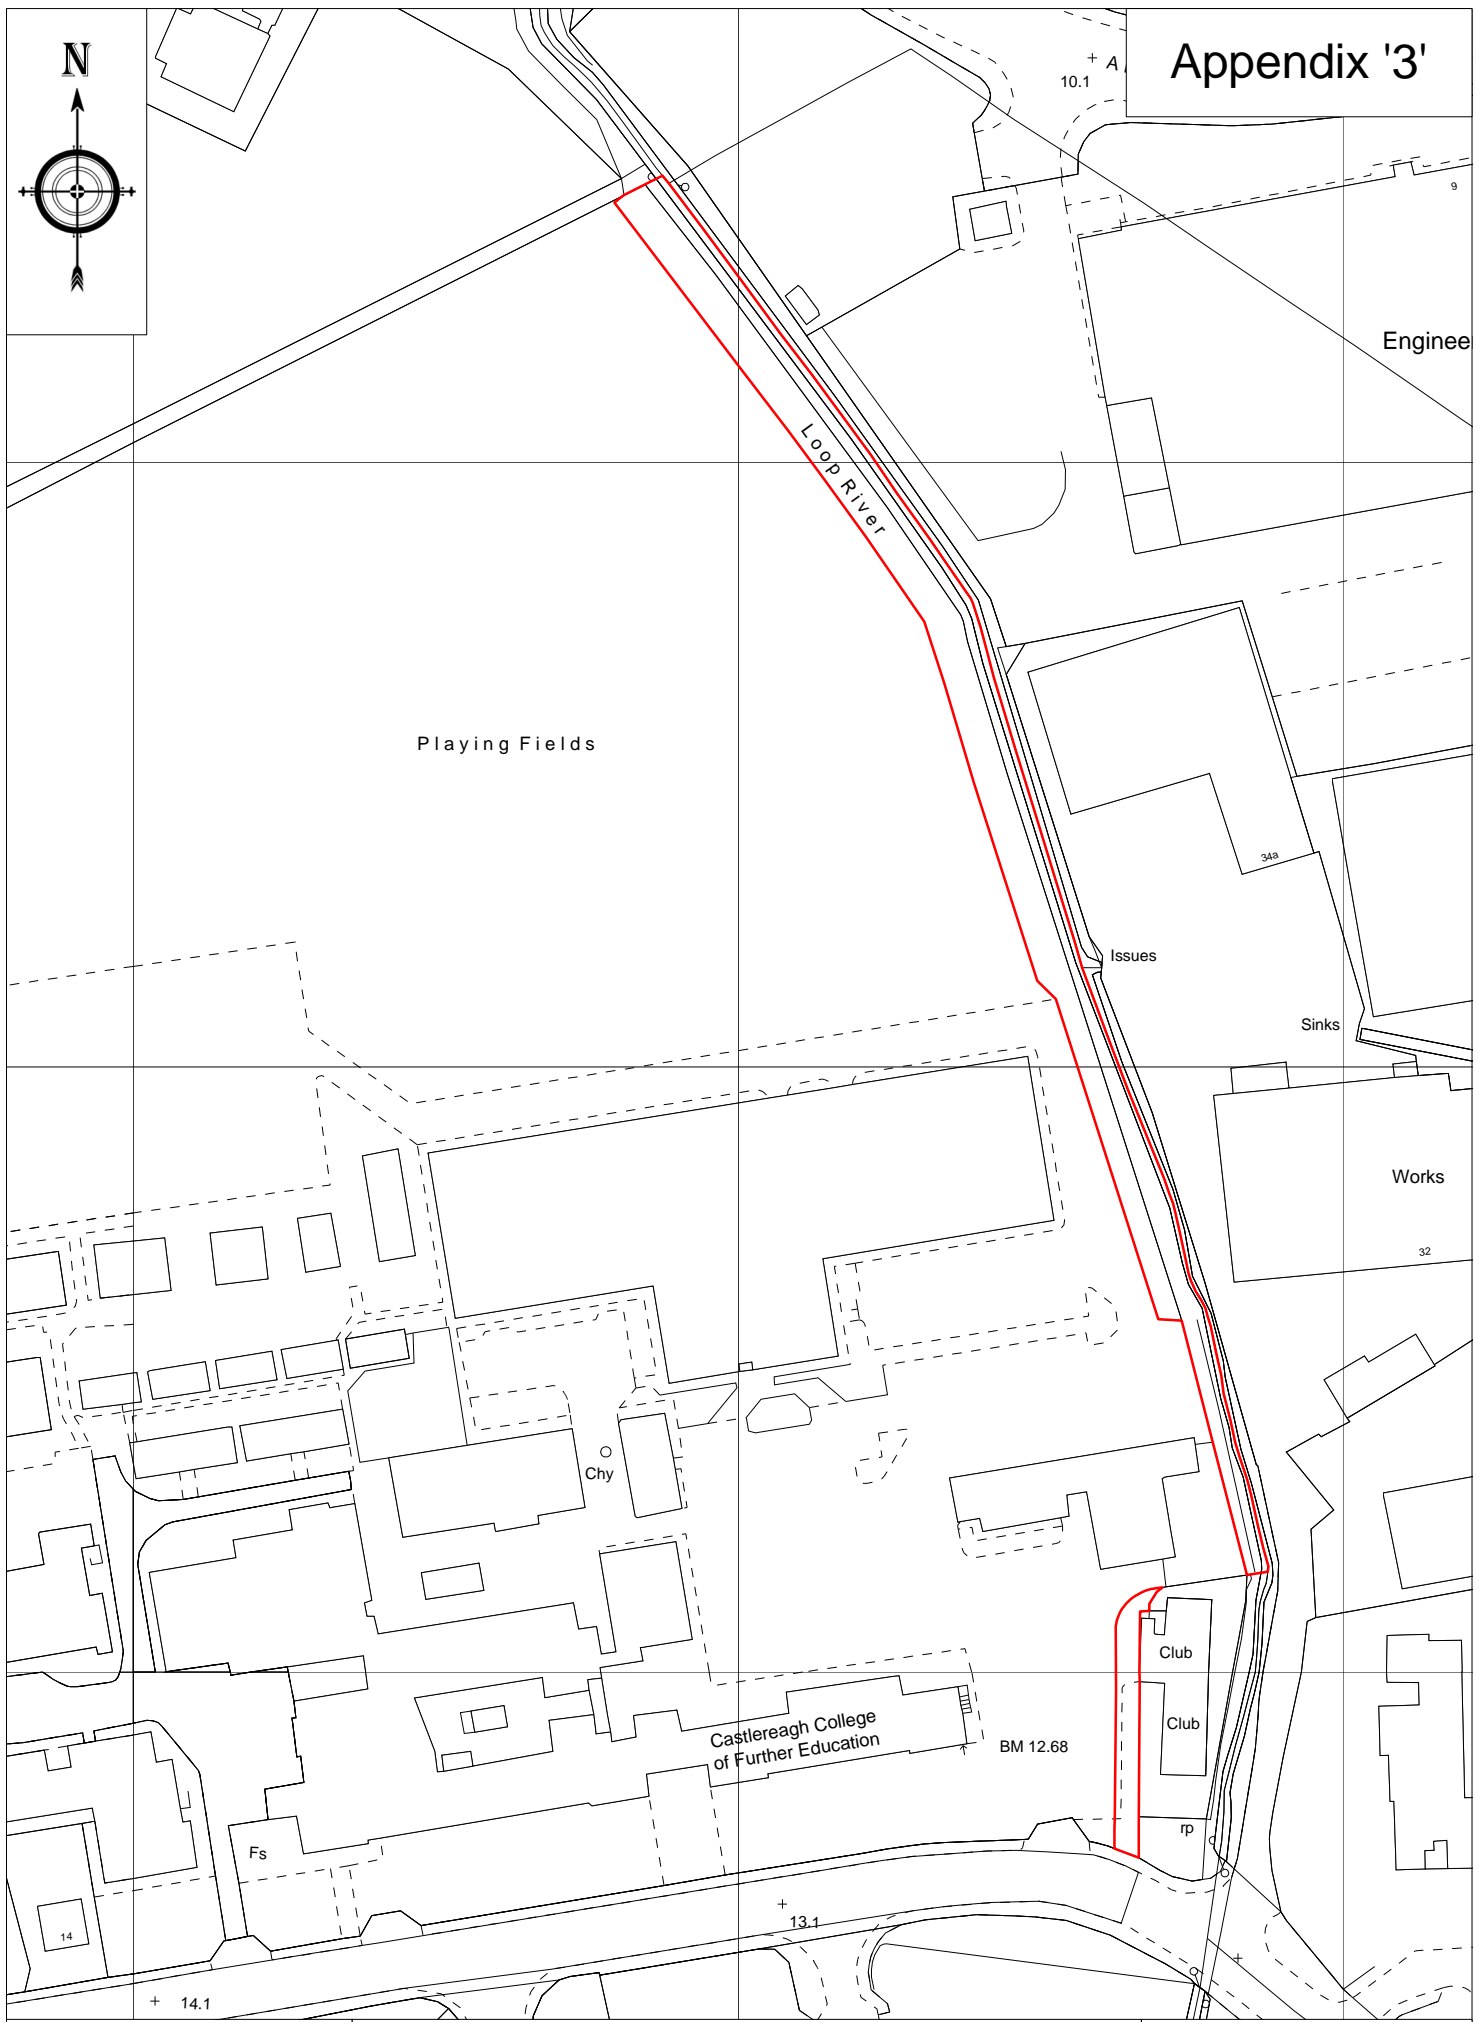 N
Appendix '3'
10.1
9
Enginee
Loop River
Playing Fields
34a
Issues
Sinks
Works
32
Chy
Club
Club
Castlereagh College
of Further Education
BM 12.68
rp
Fs
13.1
14
14.1